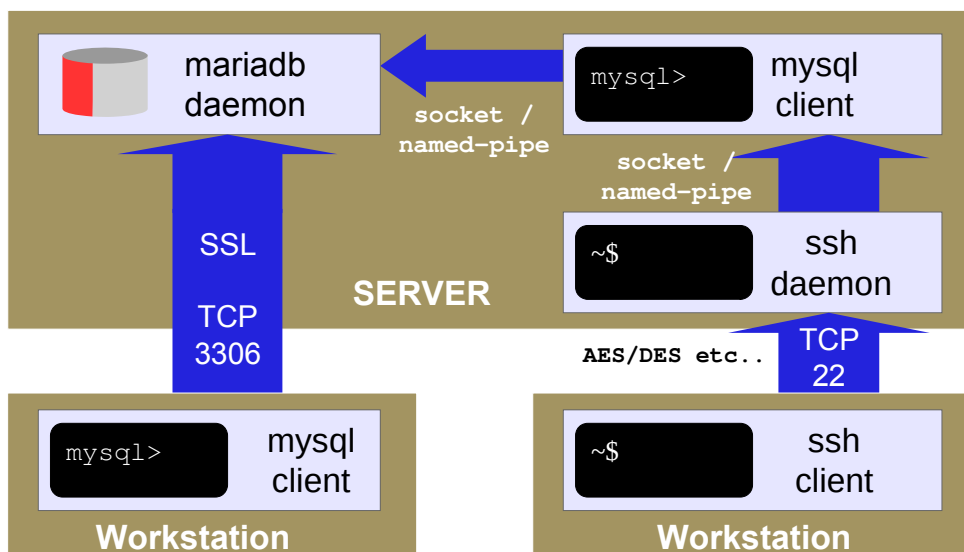 mariadb
daemon
mysql>
mysql
client
socket /
named-pipe
socket /
named-pipe
~$
ssh
daemon
SSL
TCP
3306
SERVER
AES/DES etc..
TCP
22
mysql>
mysql
client
Workstation
~$
ssh
client
Workstation